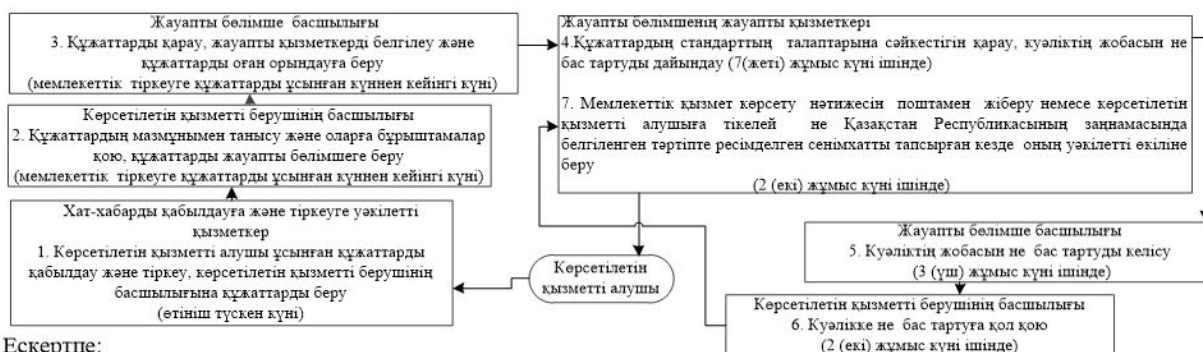 Жауапты бөлімше басшылығы
3. Құжаттарды қарау, жауапты қызметкерді белгілеу және
құжаттарды оған орындауға беру
(мемлекеттік тіркеуге құжаттарды ұсынған күннен кейінгі күні)
Көрсетілетін қызметті берушінің басшылығы
2. Құжаттардың мазмұнымен танысу және оларға бұрыштамалар
қою, құжаттарды жауапты бөлімшеге беру
(мемлекеттік тіркеуге құжаттарды ұсынған күннен кейінгі күні)
Хат-хабарды қабылдауға және тіркеуге уәкілетті
қызметкер
1. Көрсетілетін қызметті алушы ұсынған құжаттарды
қабылдау және тіркеу, көрсетілетін қызметті берушінің
басшылығына құжаттарды беру
(өтініш түскен күні)
Жауапты бөлімшенің жауапты қызметкері
4.Құжаттардың стандарттың талаптарына сәйкестігін қарау, куәліктің жобасын не
бас тартуды дайындау (7(жеті) жұмыс күні ішінде)
7. Мемлекеттік қызмет көрсету нәтижесін поштамен жіберу немесе көрсетілетін
қызметті алушыға тікелей не Қазақстан Республикасының заңнамасында
белгіленген тәртіпте ресімделген сенімхатты тапсырған кезде оның уәкілетті өкіліне
беру
(2 (екі) жұмыс күні ішінде)
Көрсетілетін
қызметті алушы
Жауапты бөлімше басшылығы
5. Куәліктің жобасын не бас тартуды келісу
(3 (үш) жұмыс күні ішінде)
Көрсетілетін қызметті берушінің басшылығы
6. Куәлікке не бас тартуға қол қою
(2 (екі) жұмыс күні ішінде)
Ескертпе: